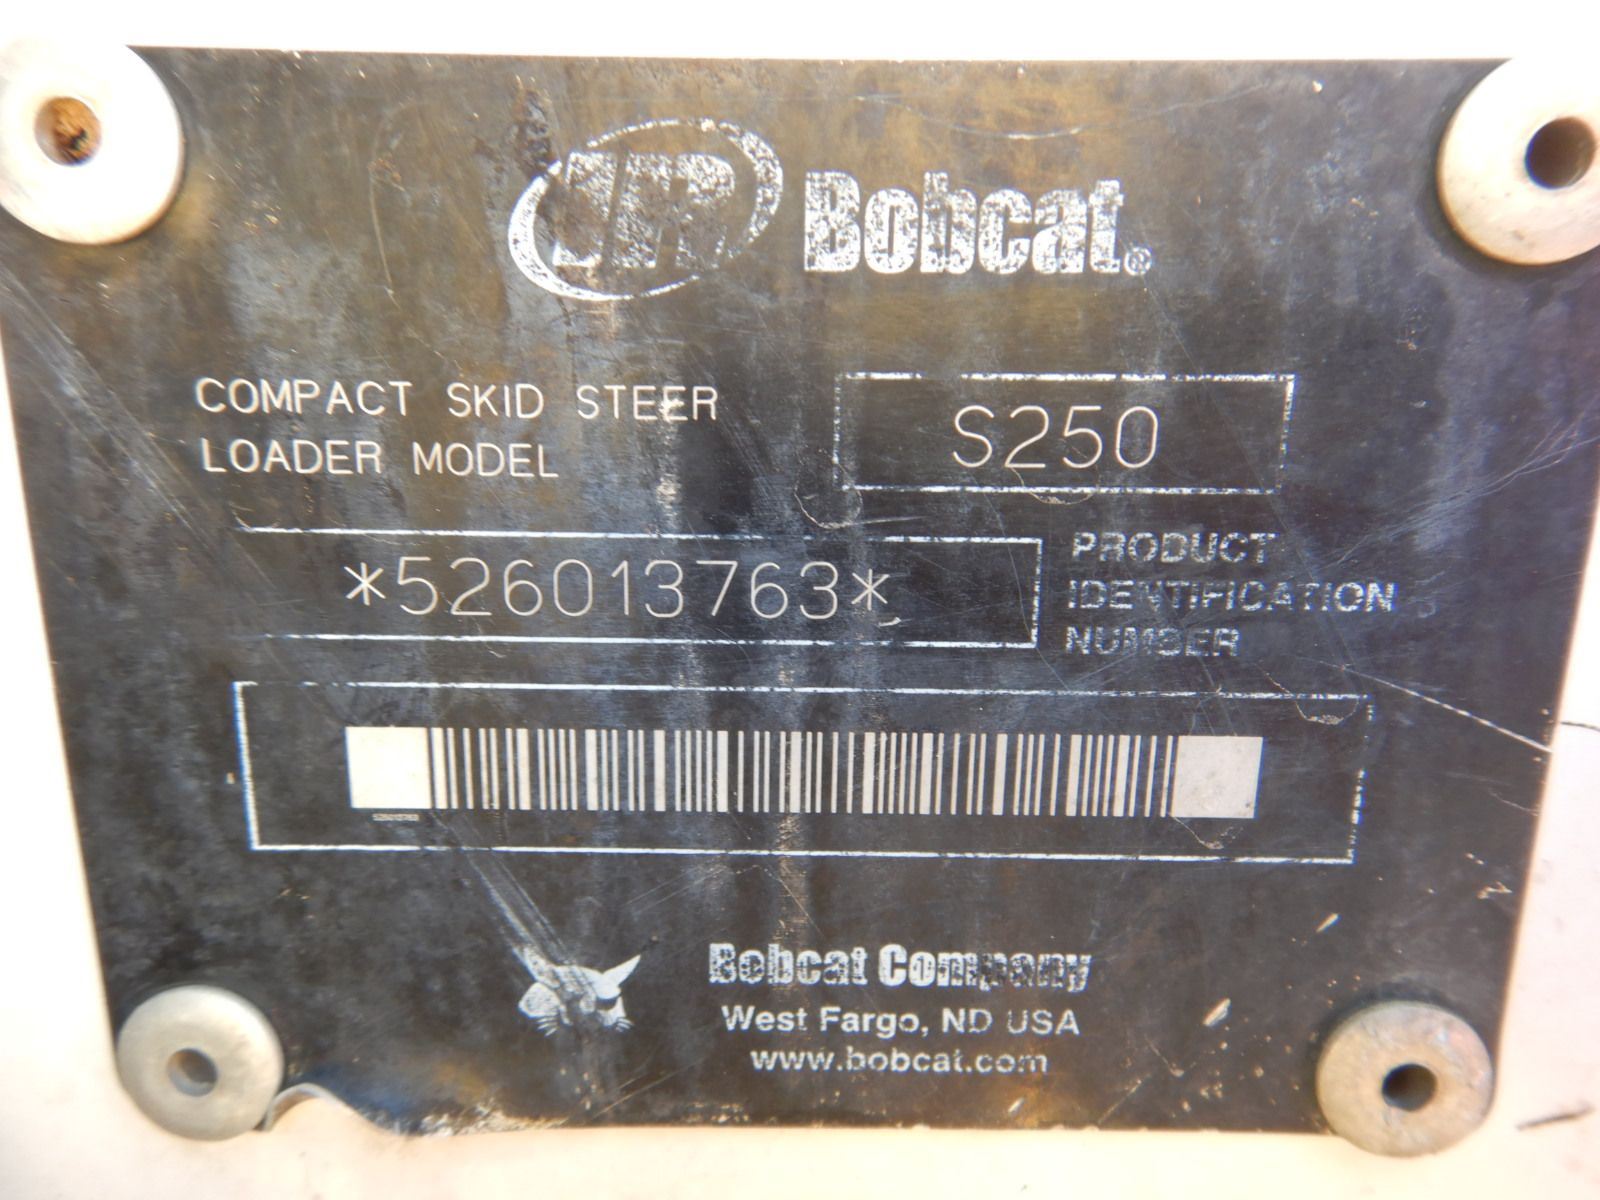 IR Bobcat®
COMPACT SKID STEER
LOADER MODEL
S250
*526013763*
PRODUCT
IDENTIFICATION
NUMBER
526013763
Bobcat Company
West Fargo, ND USA
www.bobcat.com